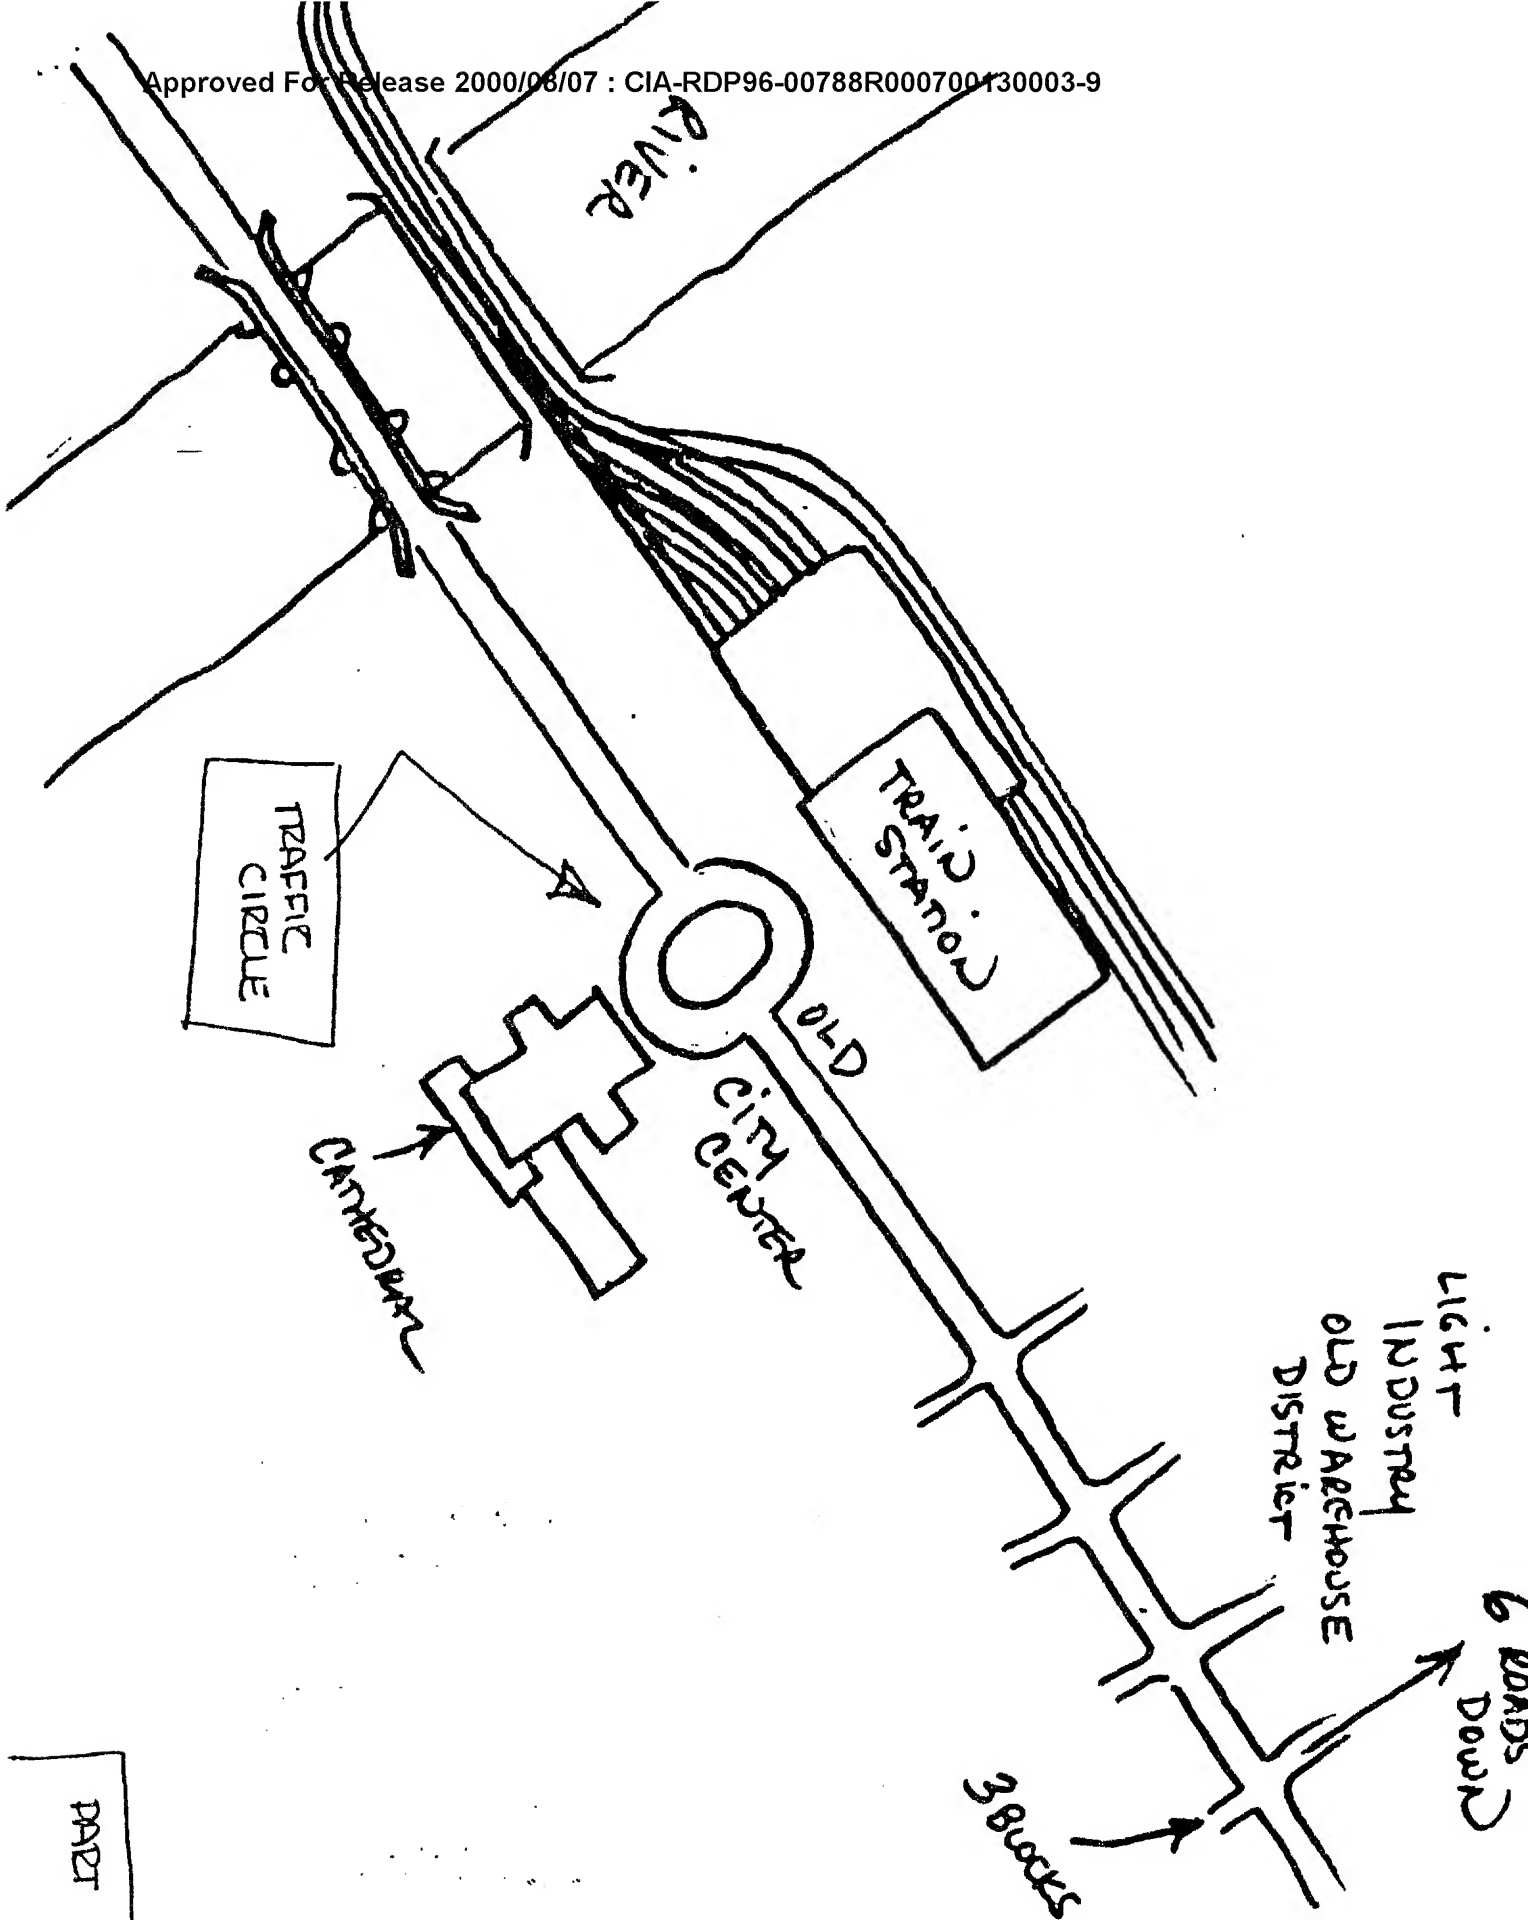 Approved For Release 2000/08/07 : CIA-RDP96-00788R000700130003-9
RIVER
TRAIN
STATION
TRAFFIC
CIRCLE
OLD
CITY
CENTER
CATHEDRAL
LIGHT
INDUSTRY
OLD WAREHOUSE
DISTRICT
6 ROADS
DOWN
3 BLOCKS
PART